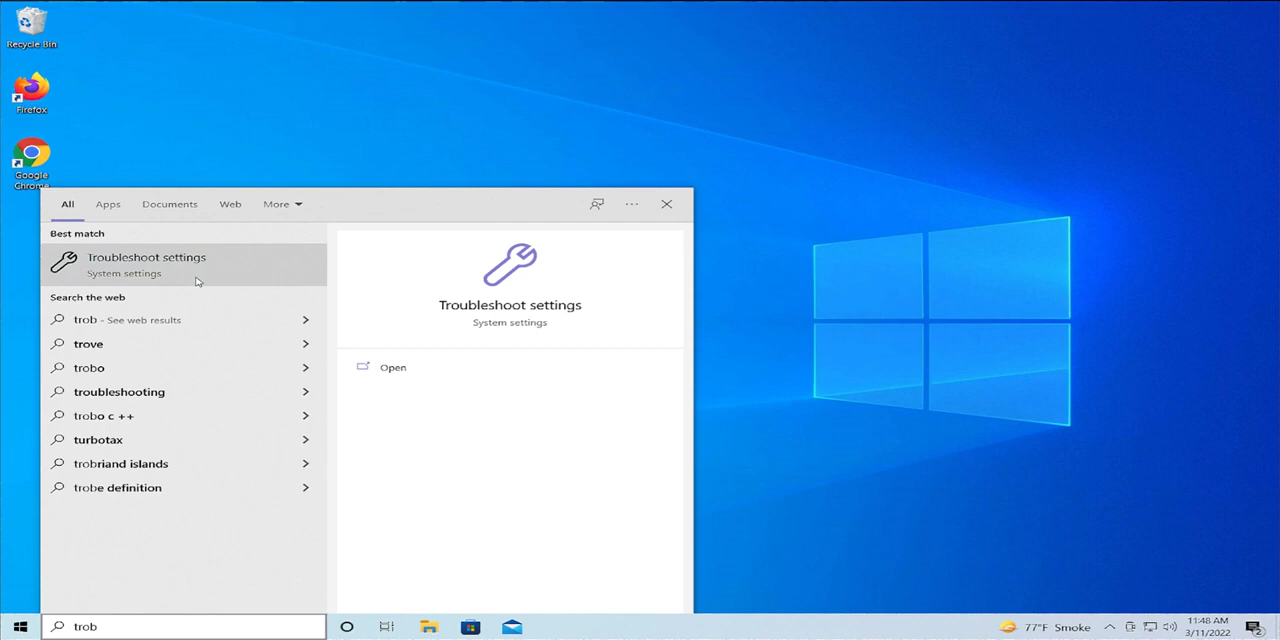 Recycle Bin
Firefox
Google
Chrome
All Apps Documents Web More
Best match
Troubleshoot settings
System settings
Search the web
trob - See web results
trove
trobo
troubleshooting
trobo c ++
turbotax
trobriand islands
trobe definition
Troubleshoot settings
System settings
Open
trob
77°F Smoke
11:48 AM
3/11/2022
2